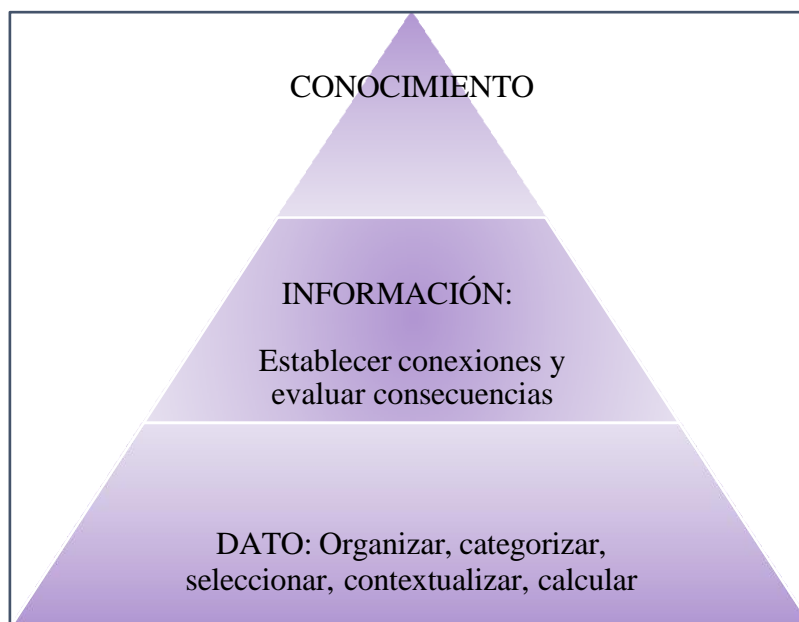 CONOCIMIENTO
INFORMACIÓN:
Establecer conexiones y
evaluar consecuencias
DATO: Organizar, categorizar,
seleccionar, contextualizar, calcular